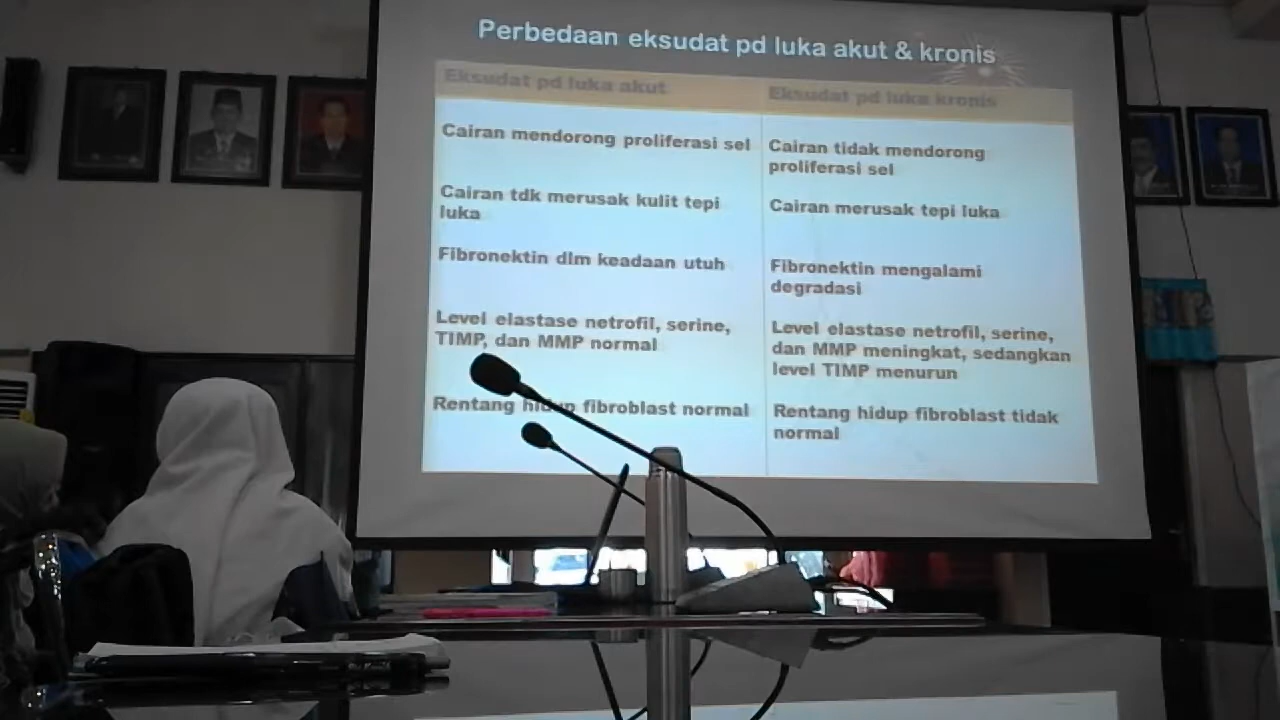 Perbedaan eksudat pd luka akut & kronis
Eksudat pd luka akut
Eksudat pd luka kronis
Cairan mendorong proliferasi sel
Cairan tidak mendorong
proliferasi sel
Cairan tdk merusak kulit tepi
luka
Cairan merusak tepi luka
Fibronektin dlm keadaan utuh
Fibronektin mengalami
degradasi
Level elastase netrofil, serine,
TIMP, dan MMP normal
Level elastase netrofil, serine,
dan MMP meningkat, sedangkan
level TIMP menurun
Rentang hidup fibroblast normal
Rentang hidup fibroblast tidak
normal